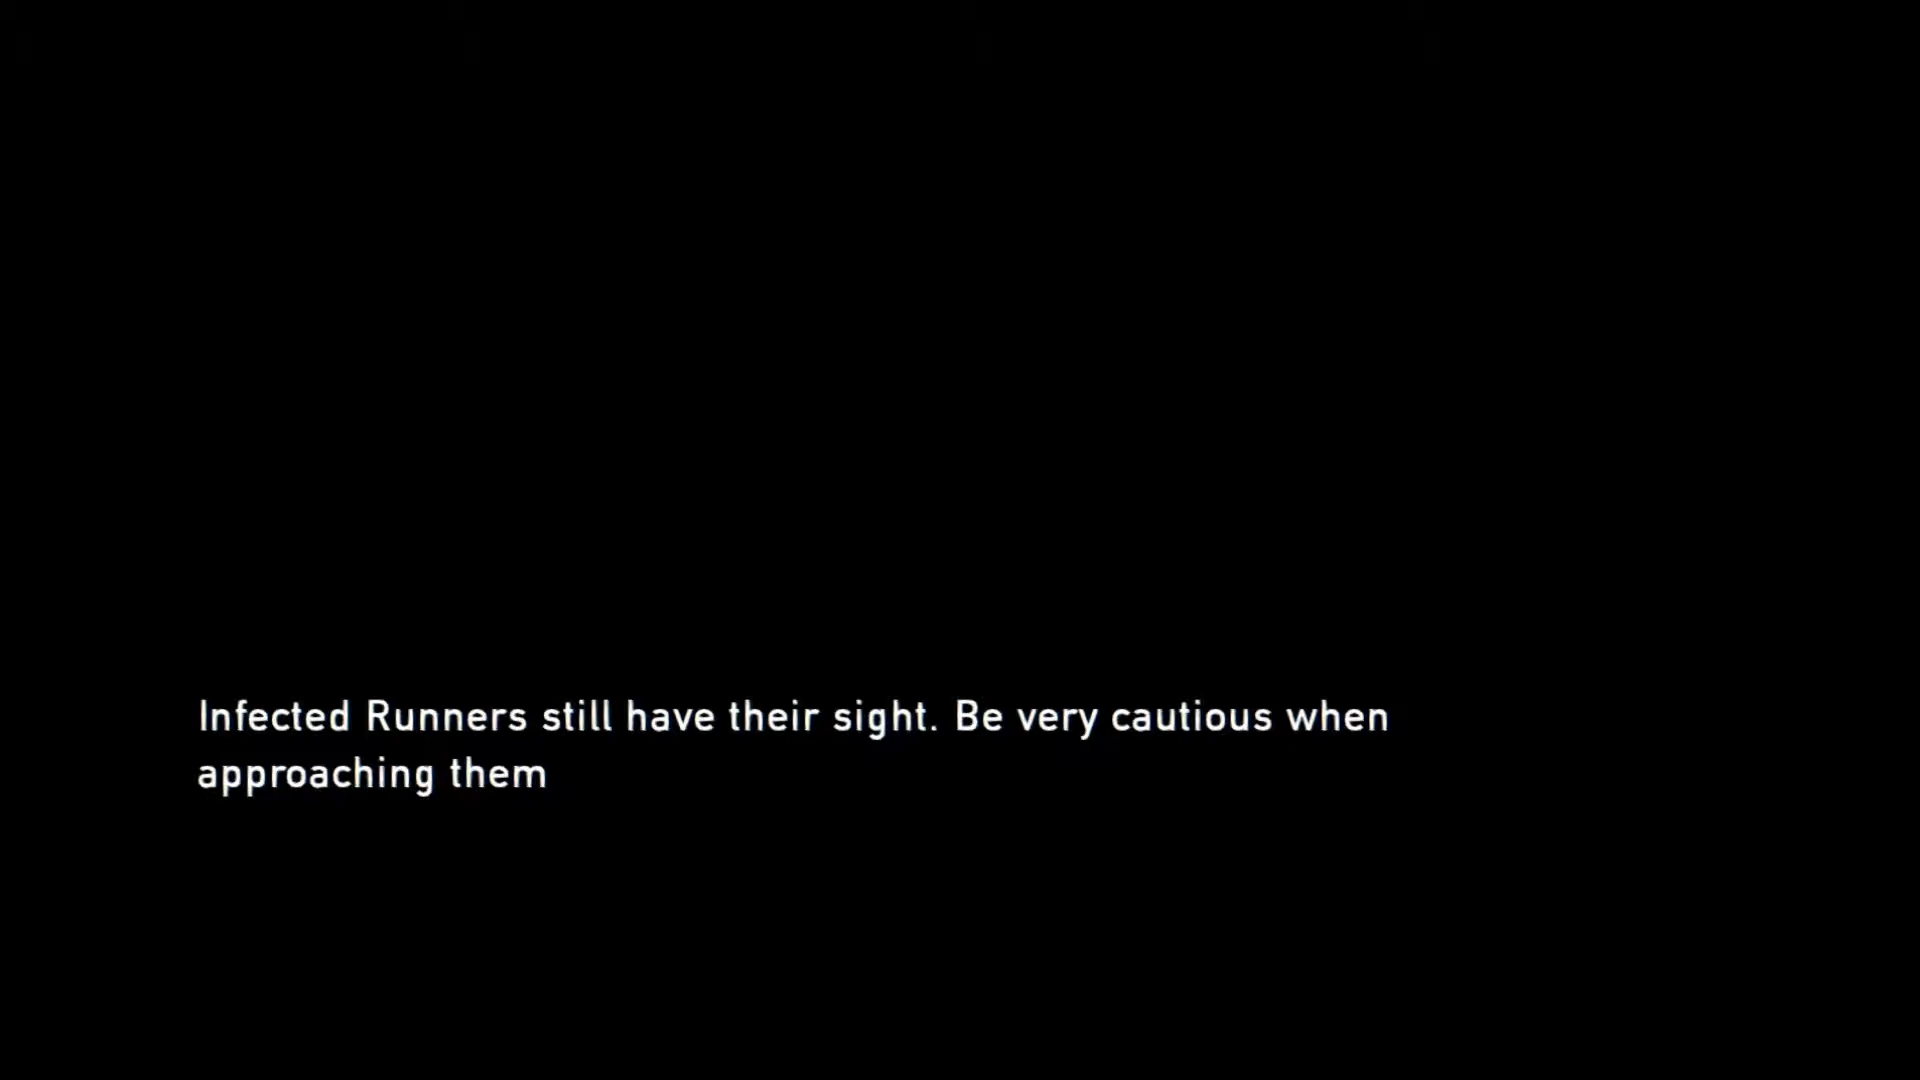 Infected Runners still have their sight. Be very cautious when
approaching them